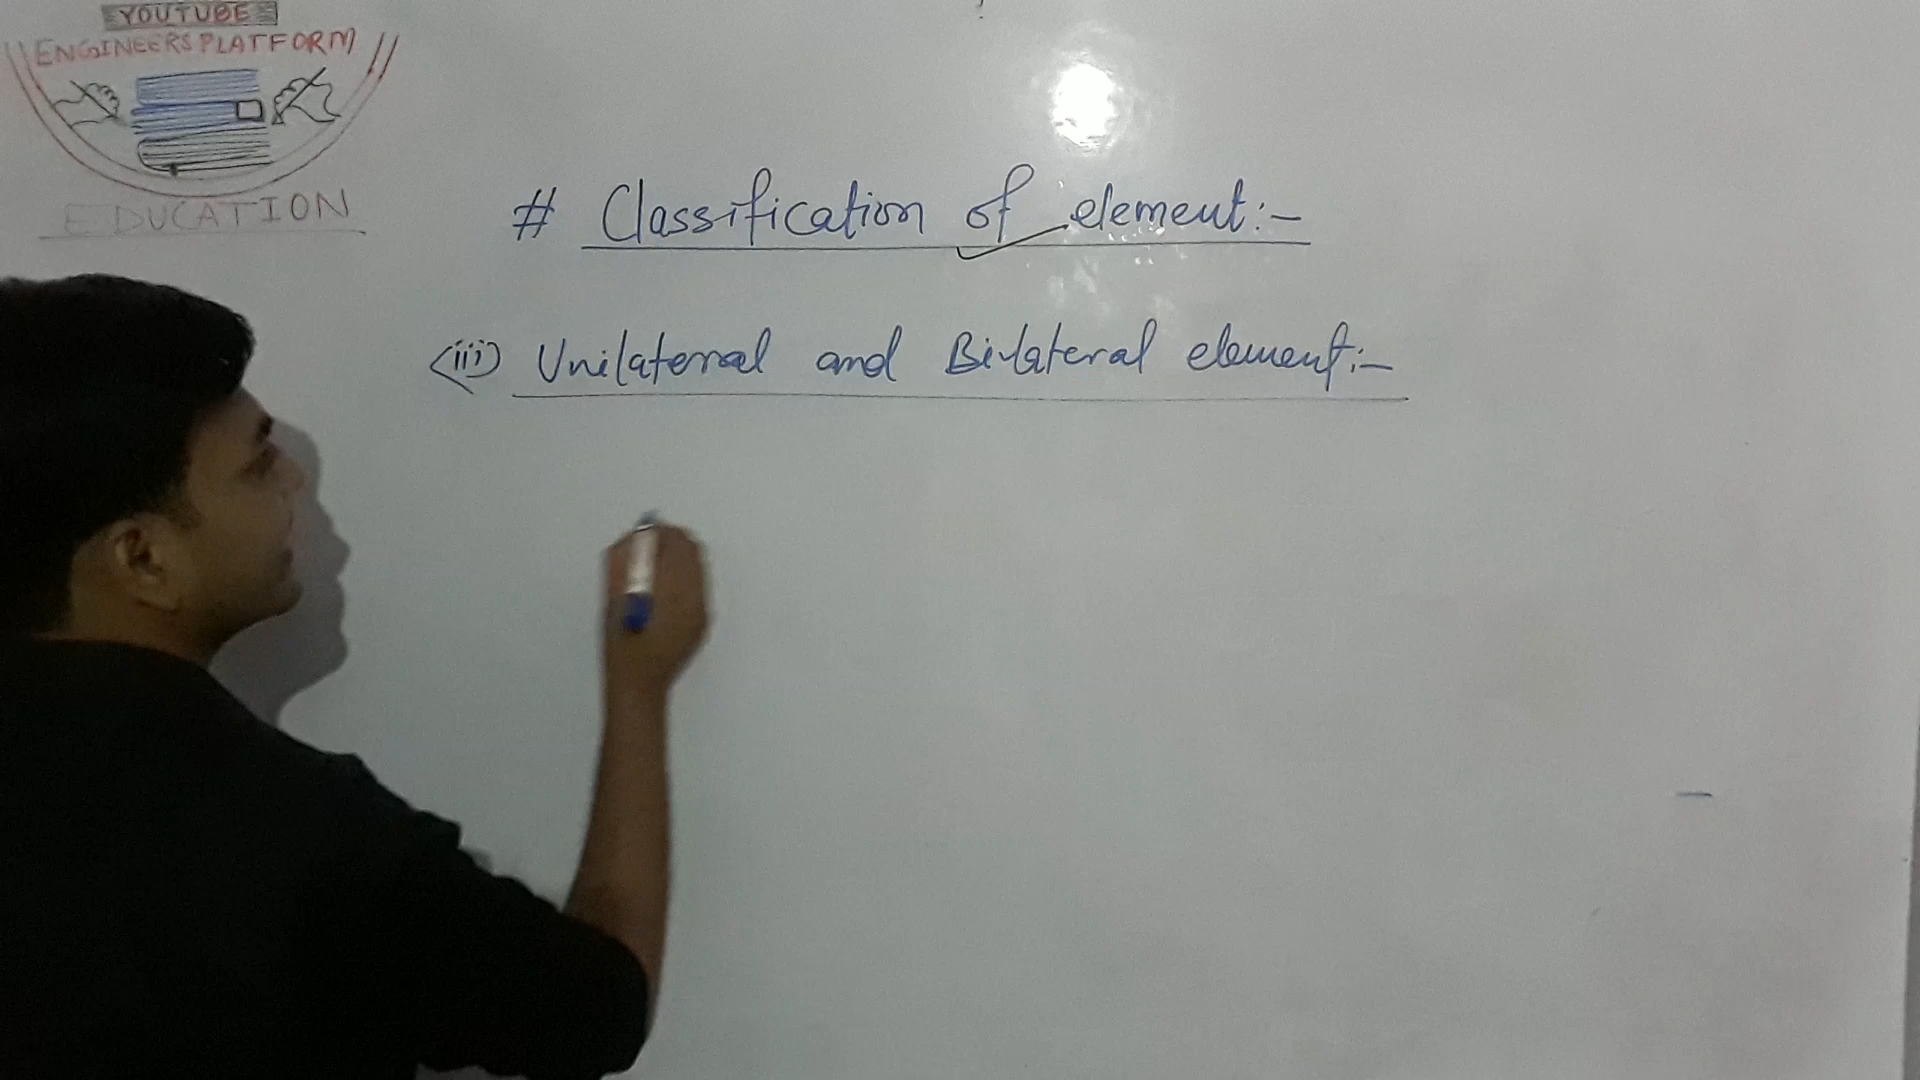 YOUTUBE
ENGINEERS PLATFORM
EDUCATION
# Classification of element:-
(iii) Unilateral and Bilateral element:-